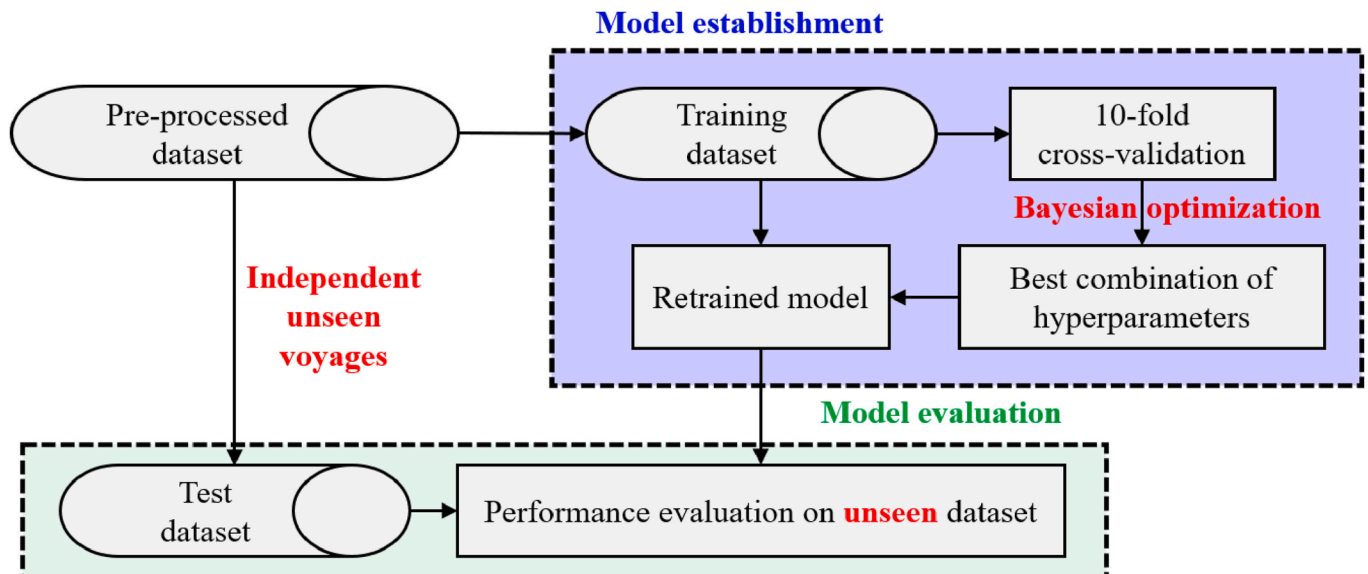 Model establishment
Pre-processed
dataset
Training
dataset
10-fold
cross-validation
Bayesian optimization
Independent
unseen
voyages
Retrained model
Best combination of
hyperparameters
Model evaluation
Test
dataset
Performance evaluation on unseen dataset